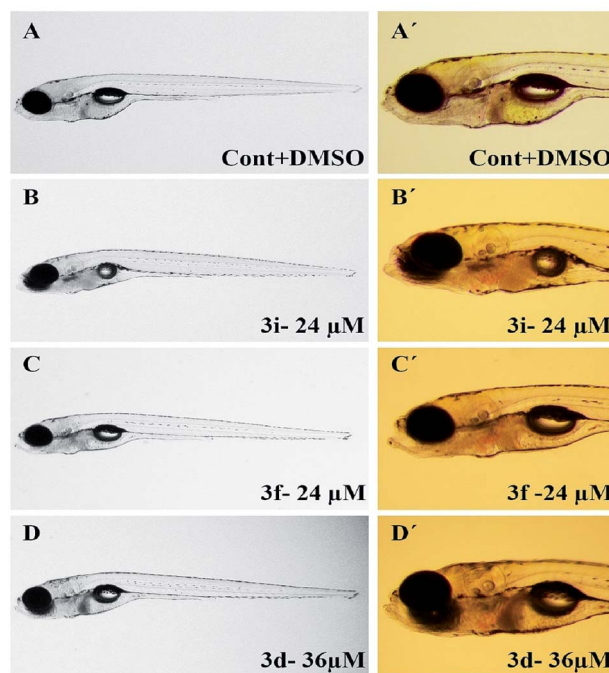 A
Cont+DMSO
A´
Cont+DMSO
B
3i- 24 µM
B´
3i- 24 µM
C
3f- 24 µM
C´
3f -24 µM
D
3d- 36µM
D´
3d- 36µM